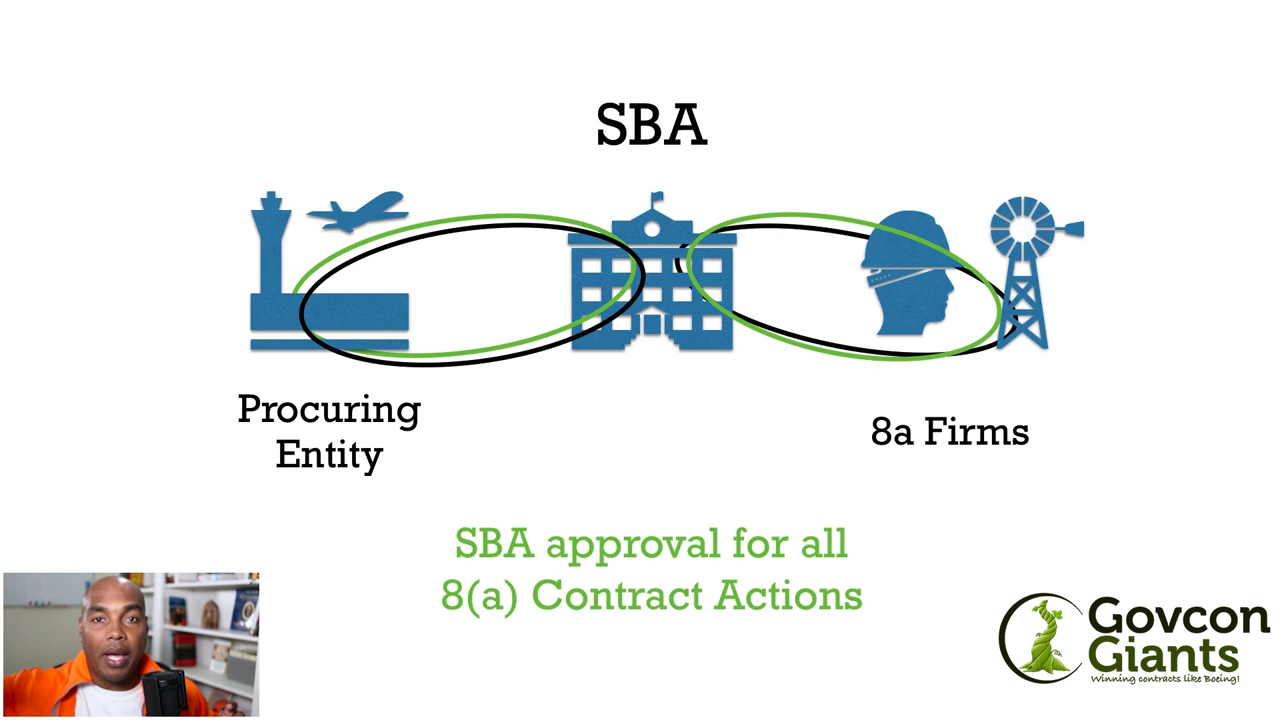 SBA
Procuring
Entity
8a Firms
SBA approval for all
8(a) Contract Actions
Govcon
Giants
Winning contracts like Boeing!